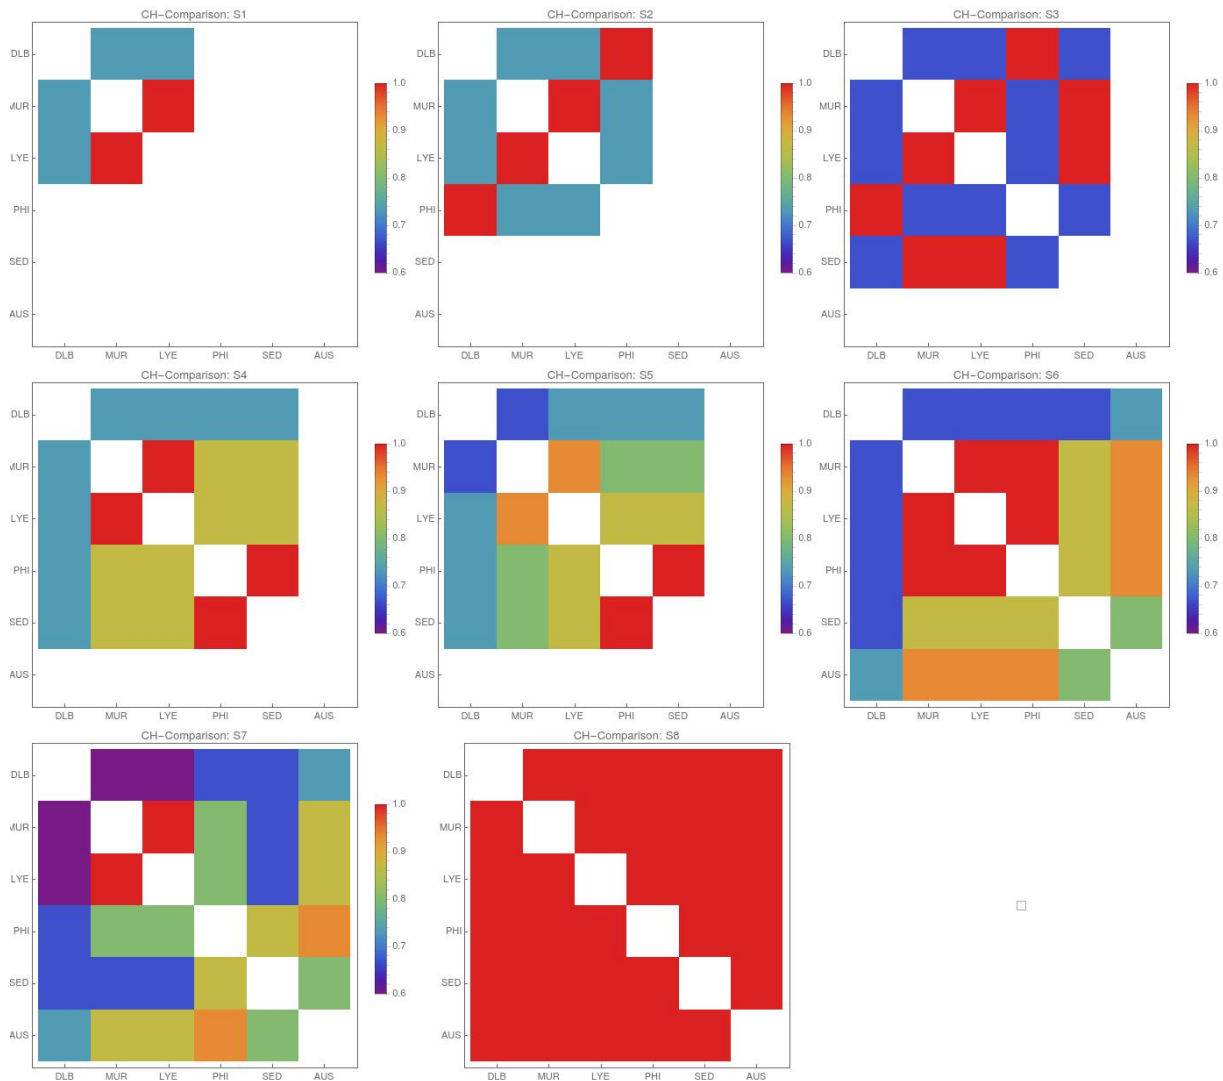 CH-Comparison: S1
DLB
MUR
LYE
PHI
SED
AUS
DLB MUR LYE PHI SED AUS
1.0
0.9
0.8
0.7
0.6
CH-Comparison: S2
DLB
MUR
LYE
PHI
SED
AUS
DLB MUR LYE PHI SED AUS
1.0
0.9
0.8
0.7
0.6
CH-Comparison: S3
DLB
MUR
LYE
PHI
SED
AUS
DLB MUR LYE PHI SED AUS
1.0
0.9
0.8
0.7
0.6
CH-Comparison: S4
DLB
MUR
LYE
PHI
SED
AUS
DLB MUR LYE PHI SED AUS
1.0
0.9
0.8
0.7
0.6
CH-Comparison: S5
DLB
MUR
LYE
PHI
SED
AUS
DLB MUR LYE PHI SED AUS
1.0
0.9
0.8
0.7
0.6
CH-Comparison: S6
DLB
MUR
LYE
PHI
SED
AUS
DLB MUR LYE PHI SED AUS
1.0
0.9
0.8
0.7
0.6
CH-Comparison: S7
DLB
MUR
LYE
PHI
SED
AUS
DLB MUR LYE PHI SED AUS
1.0
0.9
0.8
0.7
0.6
CH-Comparison: S8
DLB
MUR
LYE
PHI
SED
AUS
DLB MUR LYE PHI SED AUS